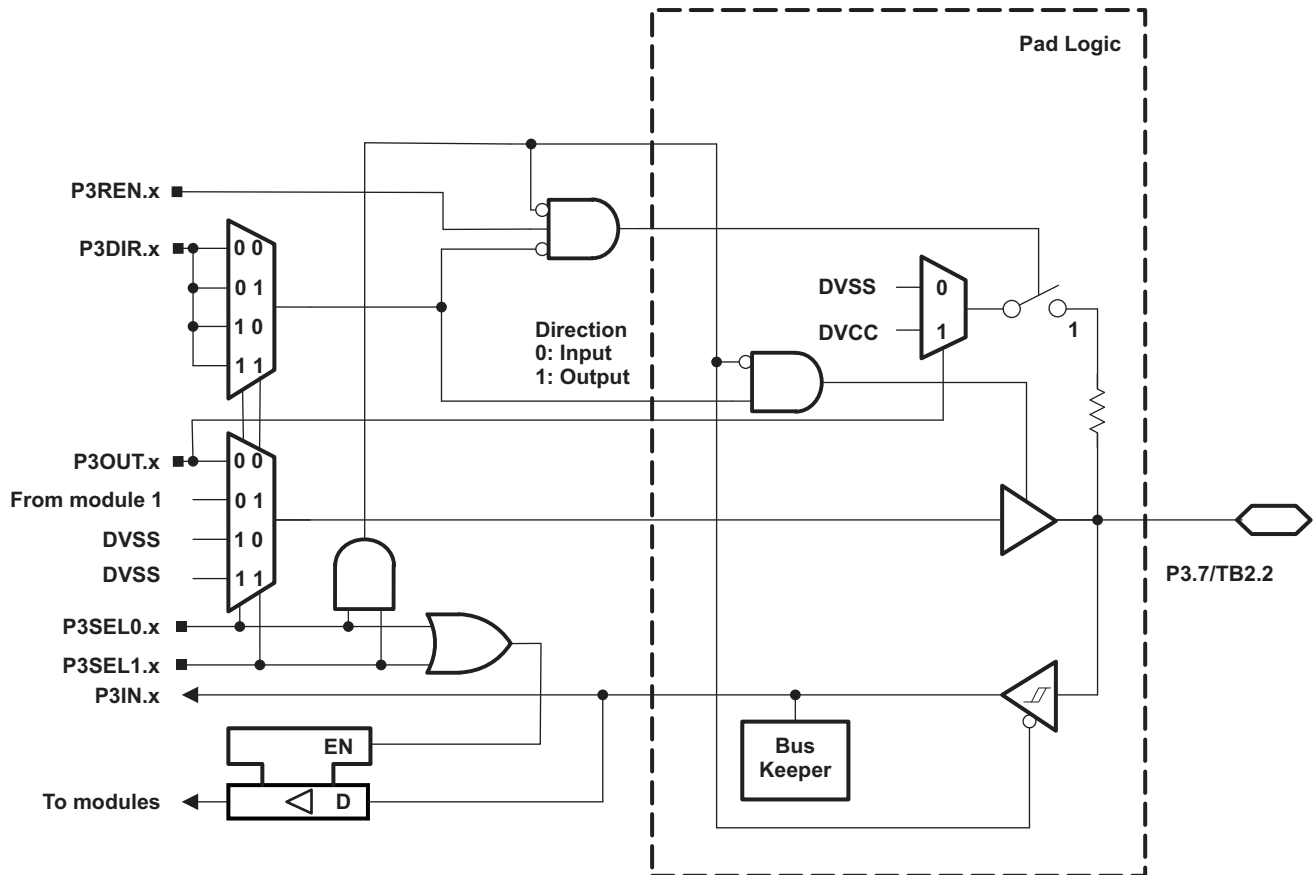 Pad Logic
P3REN.x
P3DIR.x
0 0
0 1
1 0
1 1
Direction
0: Input
1: Output
DVSS
0
DVCC
1
1
P3OUT.x
0 0
From module 1
0 1
DVSS
1 0
DVSS
1 1
P3.7/TB2.2
P3SEL0.x
P3SEL1.x
P3IN.x
EN
Bus
Keeper
To modules
D